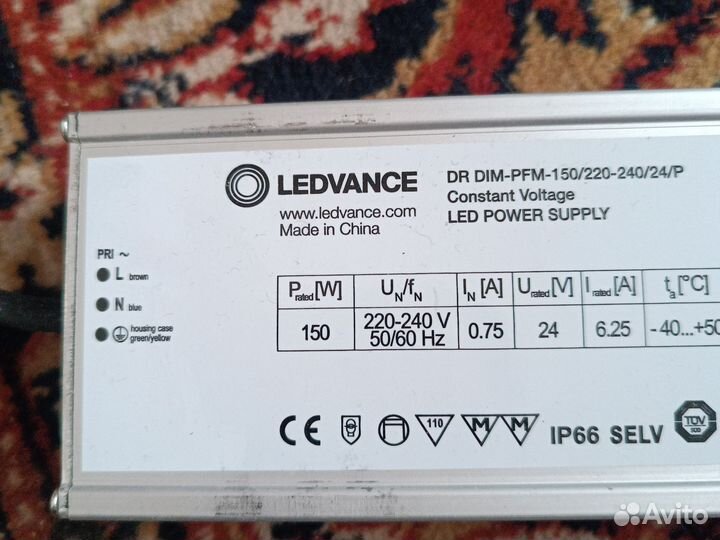 LEDVANCE
www.ledvance.com
Made in China
DR DIM-PFM-150/220-240/24/P
Constant Voltage
LED POWER SUPPLY
PRI ~
L brown
N blue
housing case
green/yellow
Prated[W] UN/fN IN [A] Urated[V] Irated[A] ta[°C]
150 220-240 V 50/60 Hz 0.75 24 6.25 -40...+50
CE 110 M M IP66 SELV TÜV SÜD
Avito